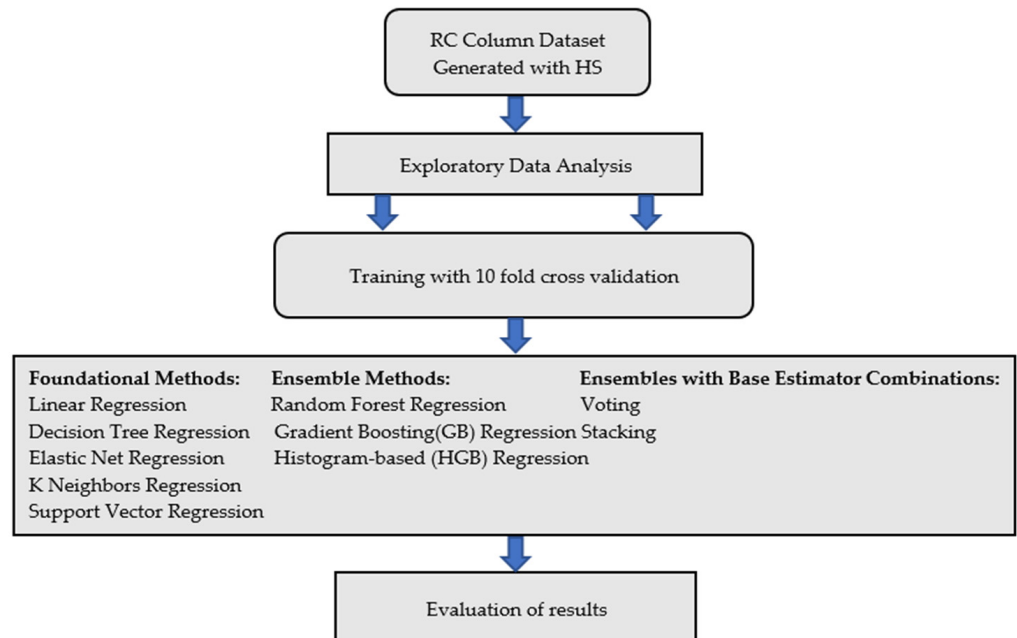 RC Column Dataset
Generated with HS
Exploratory Data Analysis
Training with 10 fold cross validation
Foundational Methods:
Linear Regression
Decision Tree Regression
Elastic Net Regression
K Neighbors Regression
Support Vector Regression
Ensemble Methods:
Random Forest Regression
Gradient Boosting(GB) Regression
Histogram-based (HGB) Regression
Ensembles with Base Estimator Combinations:
Voting
Stacking
Evaluation of results